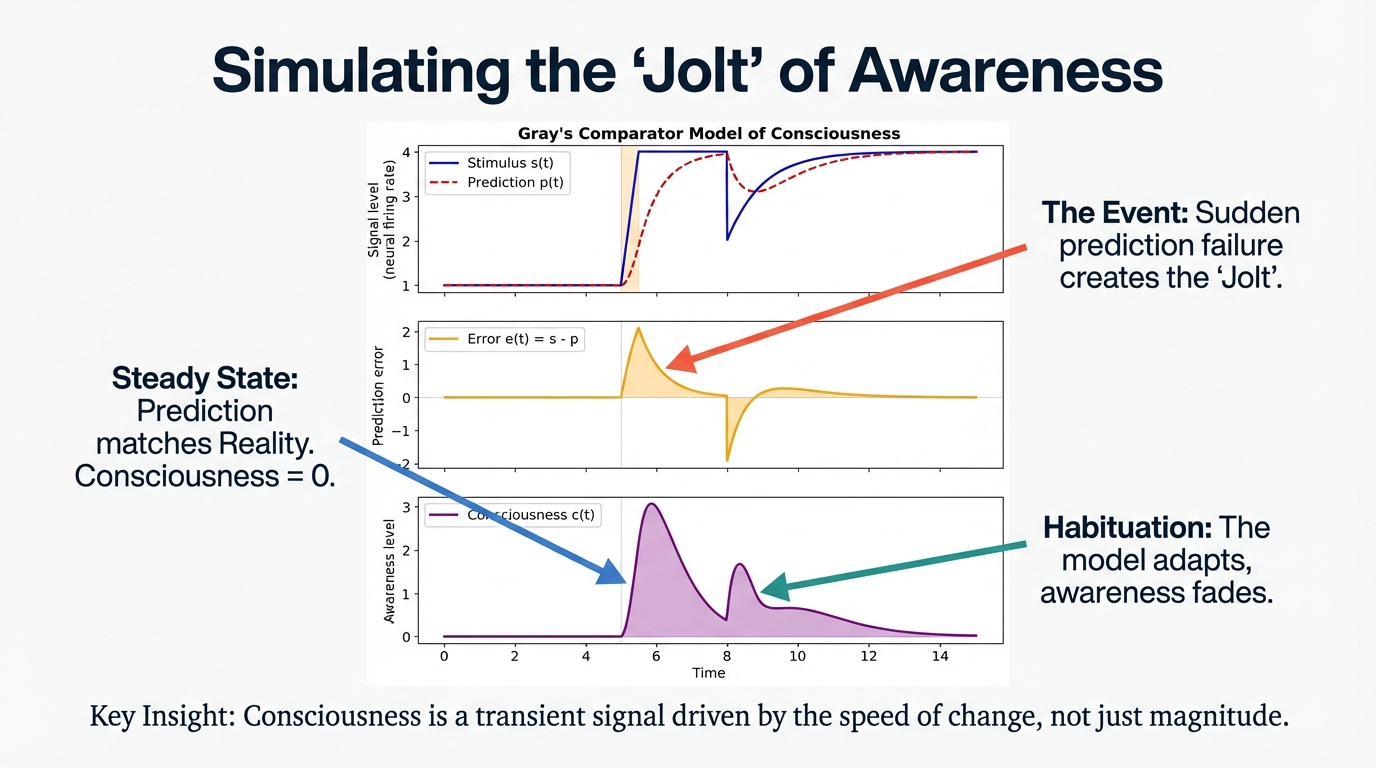 Simulating the ‘Jolt’ of Awareness
Gray's Comparator Model of Consciousness
Signal level
(neural firing rate)
4
3
2
1
Stimulus s(t)
Prediction p(t)
The Event: Sudden
prediction failure
creates the ‘Jolt’.
Prediction error
2
1
0
−1
−2
Error e(t) = s - p
Steady State:
Prediction
matches Reality.
Consciousness = 0.
Awareness level
3
2
1
0
Consciousness c(t)
Habituation: The
model adapts,
awareness fades.
0 2 4 6 8 10 12 14
Time
Key Insight: Consciousness is a transient signal driven by the speed of change, not just magnitude.